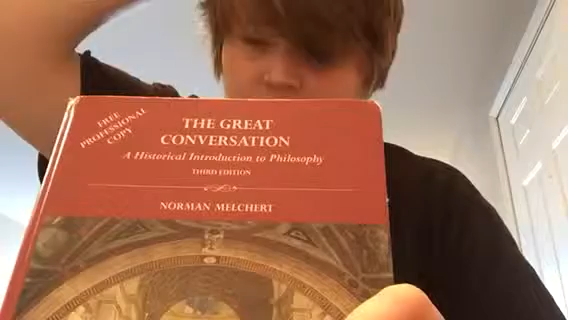 FREE
PROFESSIONAL
COPY
THE GREAT
CONVERSATION
A Historical Introduction to Philosophy
THIRD EDITION
NORMAN MELCHERT